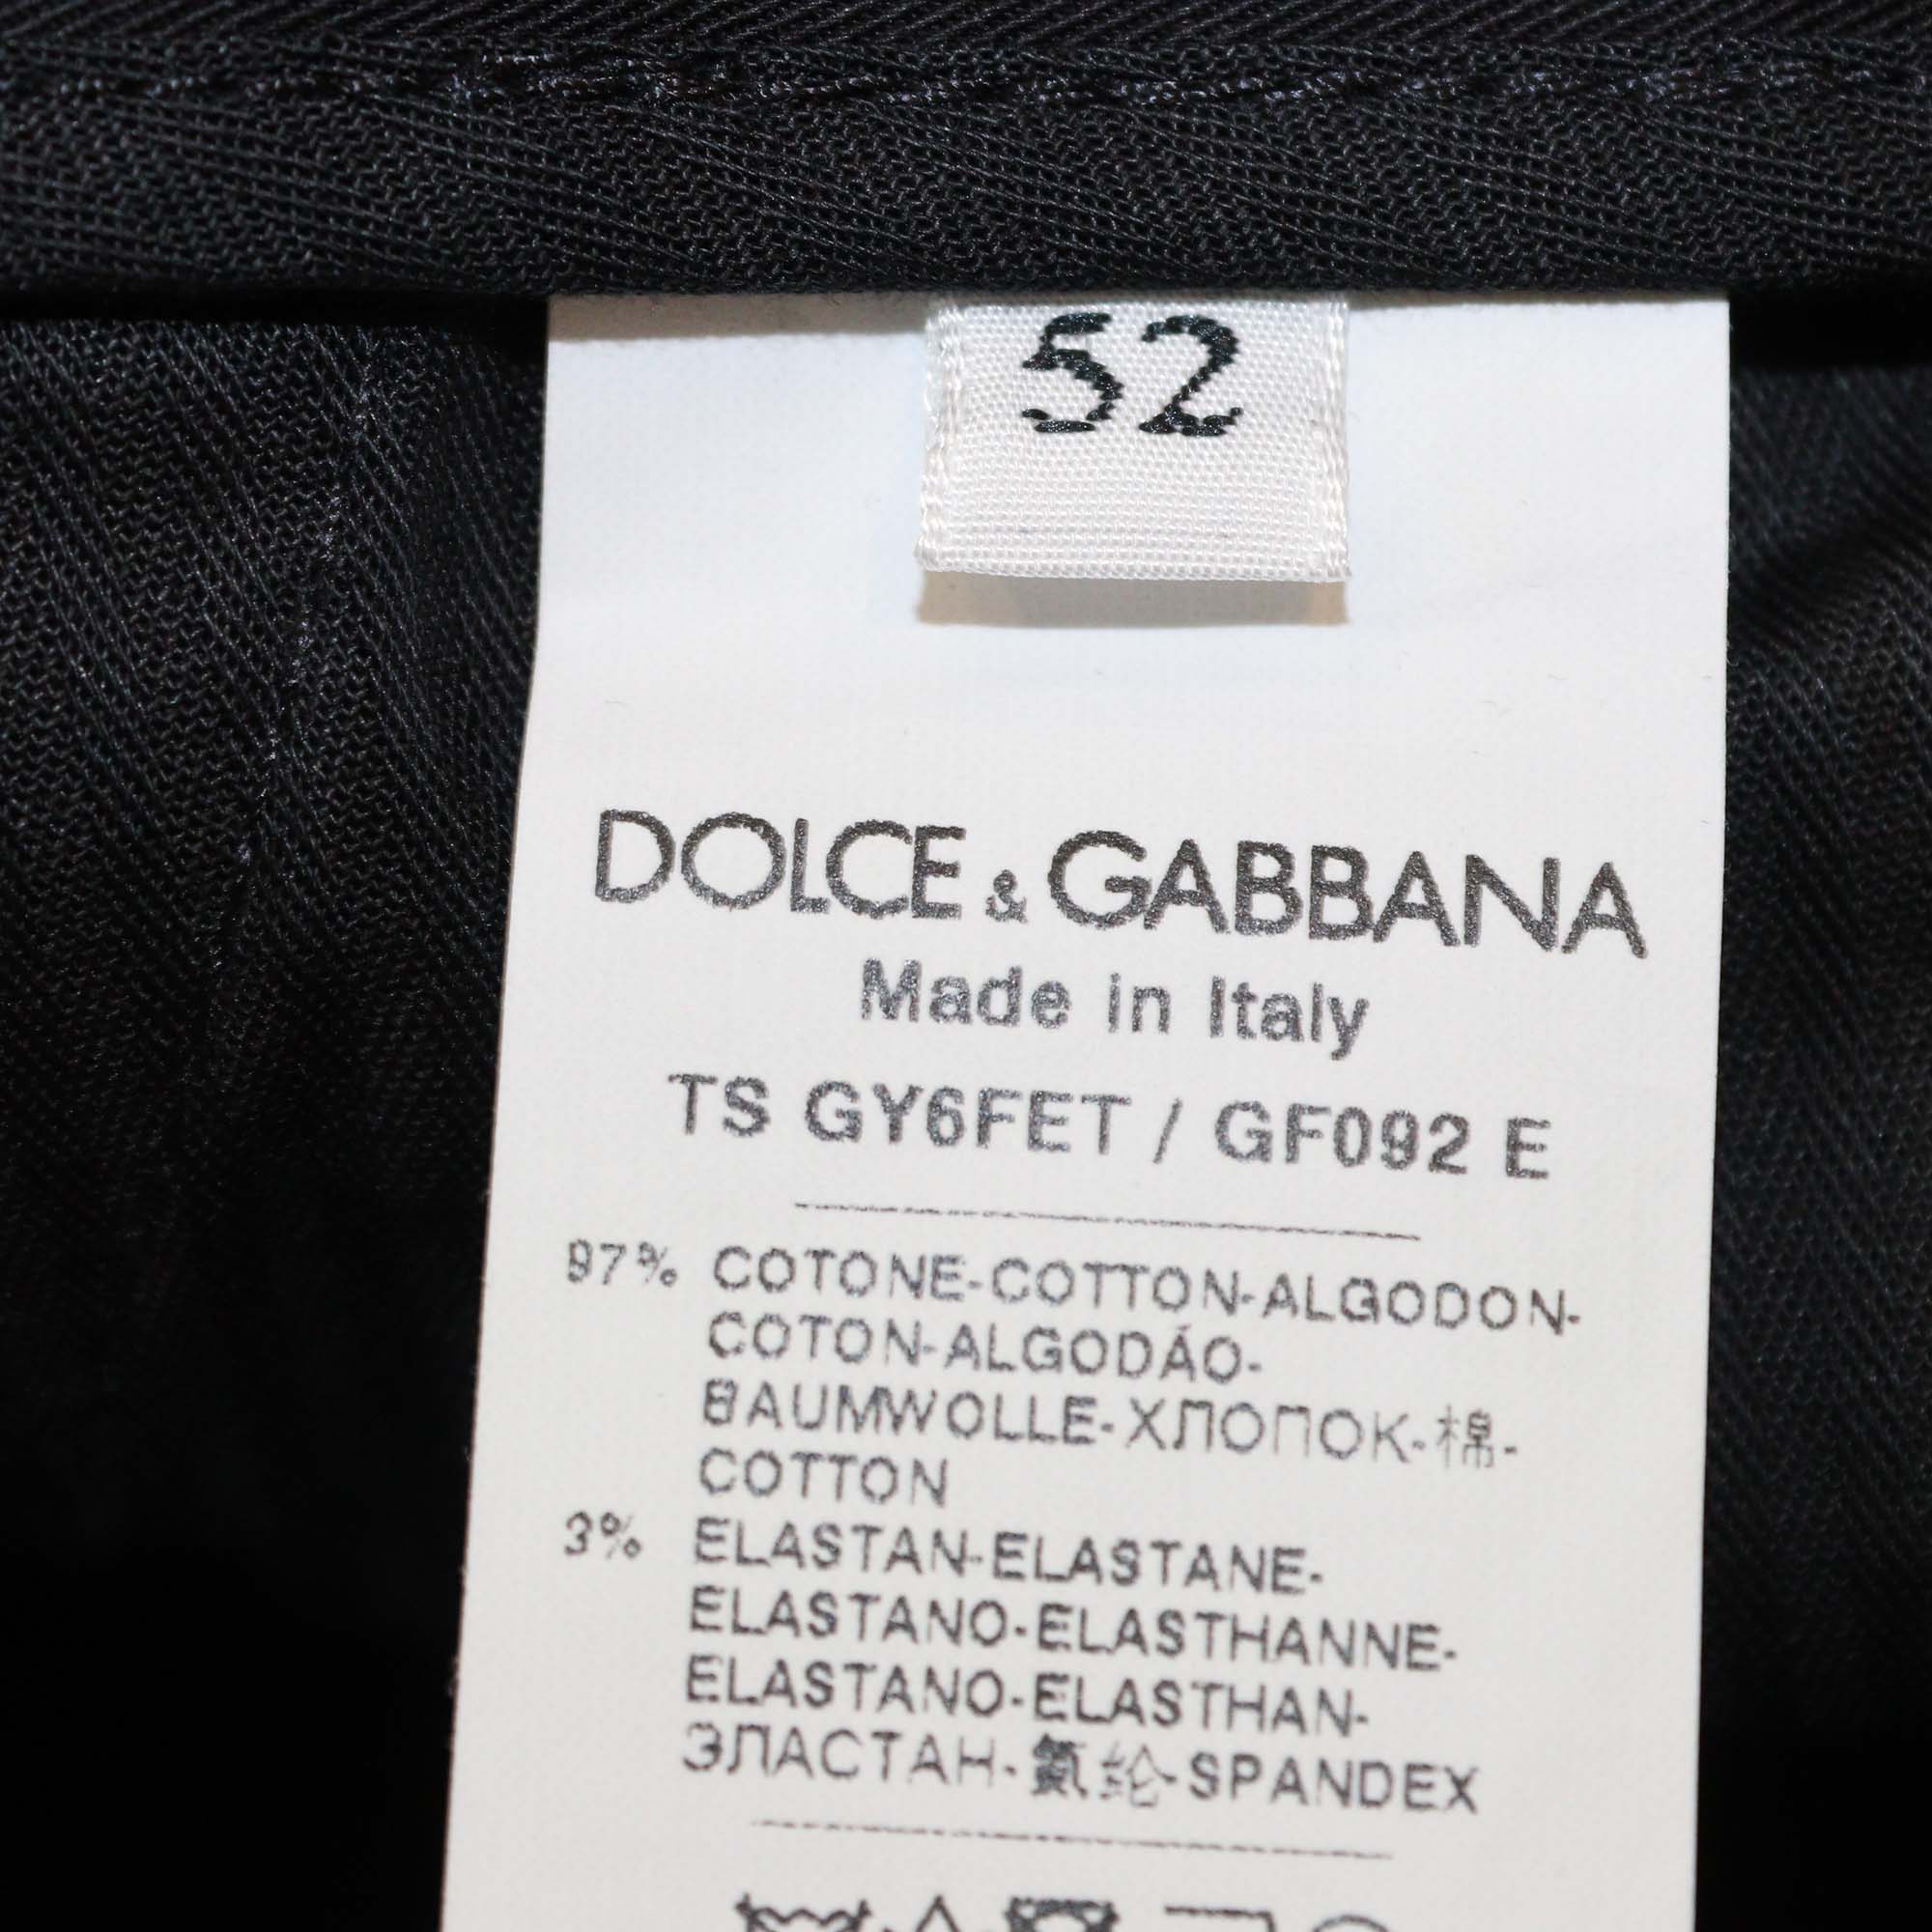 52
DOLCE & GABBANA
Made in Italy
TS GY6FET / GF092 E
97% COTONE-COTTON-ALGODON-
COTON-ALGODÁO-
BAUMWOLLE-ХЛОПОК-棉-
COTTON
3% ELASTAN-ELASTANE-
ELASTANO-ELASTHANNE-
ELASTANO-ELASTHAN-
ЭЛАСТАН-氨纶-SPANDEX